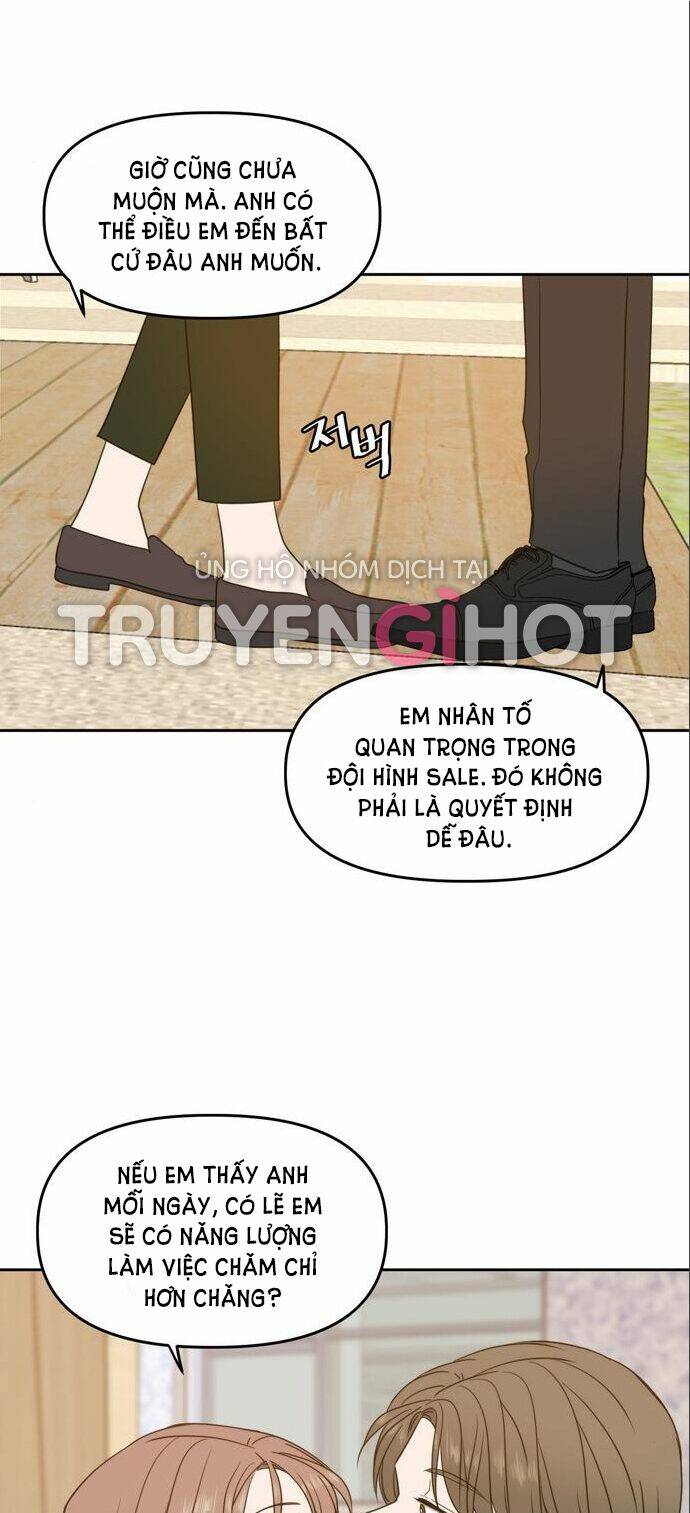 GIỜ CŨNG CHƯA
MUỘN MÀ. ANH CÓ
THỂ ĐIỀU EM ĐẾN BẤT
CỨ ĐÂU ANH MUỐN.
저벅
ỦNG HỘ NHÓM DỊCH TẠI
TRUYENGIHOT
EM NHÂN TỐ
QUAN TRỌNG TRONG
ĐỘI HÌNH SALE. ĐÓ KHÔNG
PHẢI LÀ QUYẾT ĐỊNH
DỄ ĐÂU.
NẾU EM THẤY ANH
MỖI NGÀY, CÓ LẼ EM
SẼ CÓ NĂNG LƯỢNG
LÀM VIỆC CHĂM CHỈ
HƠN CHĂNG?